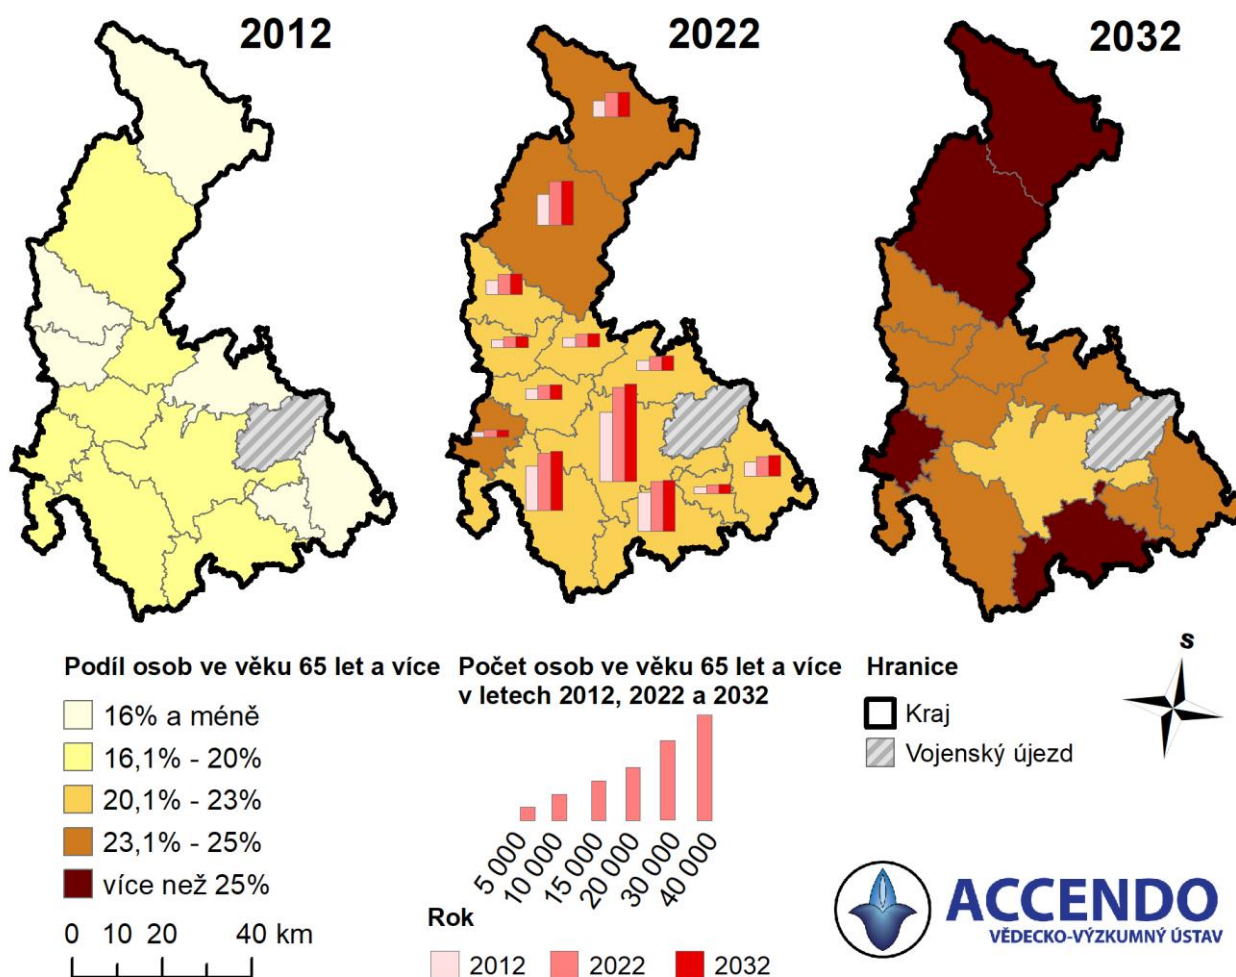 2012
2022
2032
Podíl osob ve věku 65 let a více
16% a méně
16,1% - 20%
20,1% - 23%
23,1% - 25%
více než 25%
0 10 20 40 km
Počet osob ve věku 65 let a více
v letech 2012, 2022 a 2032
5 000
10 000
15 000
20 000
30 000
40 000
Rok
2012
2022
2032
Hranice
Kraj
Vojenský újezd
S
ACCENDO
VĚDECKO-VÝZKUMNÝ ÚSTAV